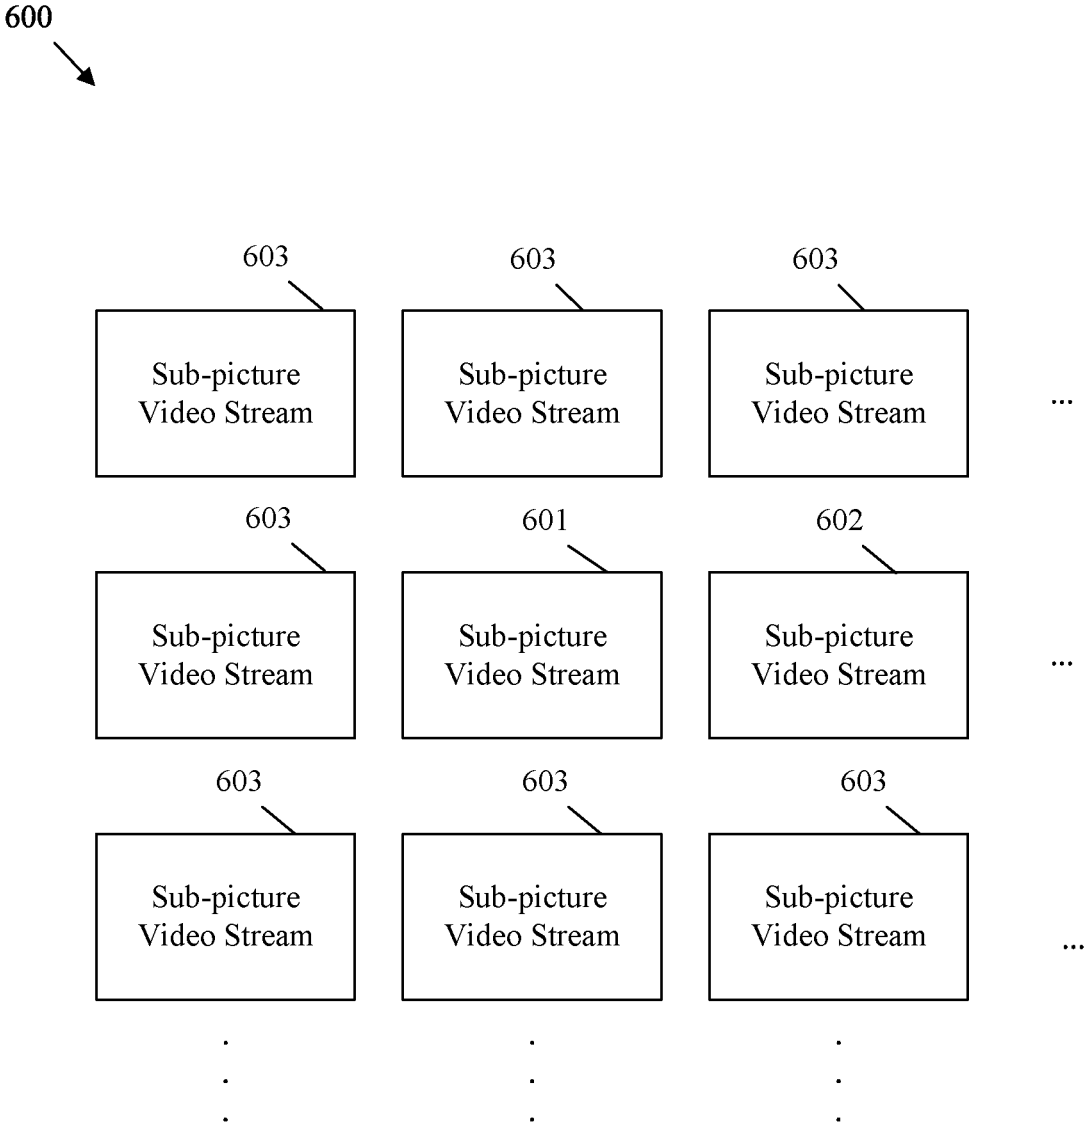 600
603 603 603
Sub-picture Sub-picture Sub-picture
Video Stream Video Stream Video Stream ...
603 601 602
Sub-picture Sub-picture Sub-picture
Video Stream Video Stream Video Stream ...
603 603 603
Sub-picture Sub-picture Sub-picture
Video Stream Video Stream Video Stream ...
. . .
. . .
. . .